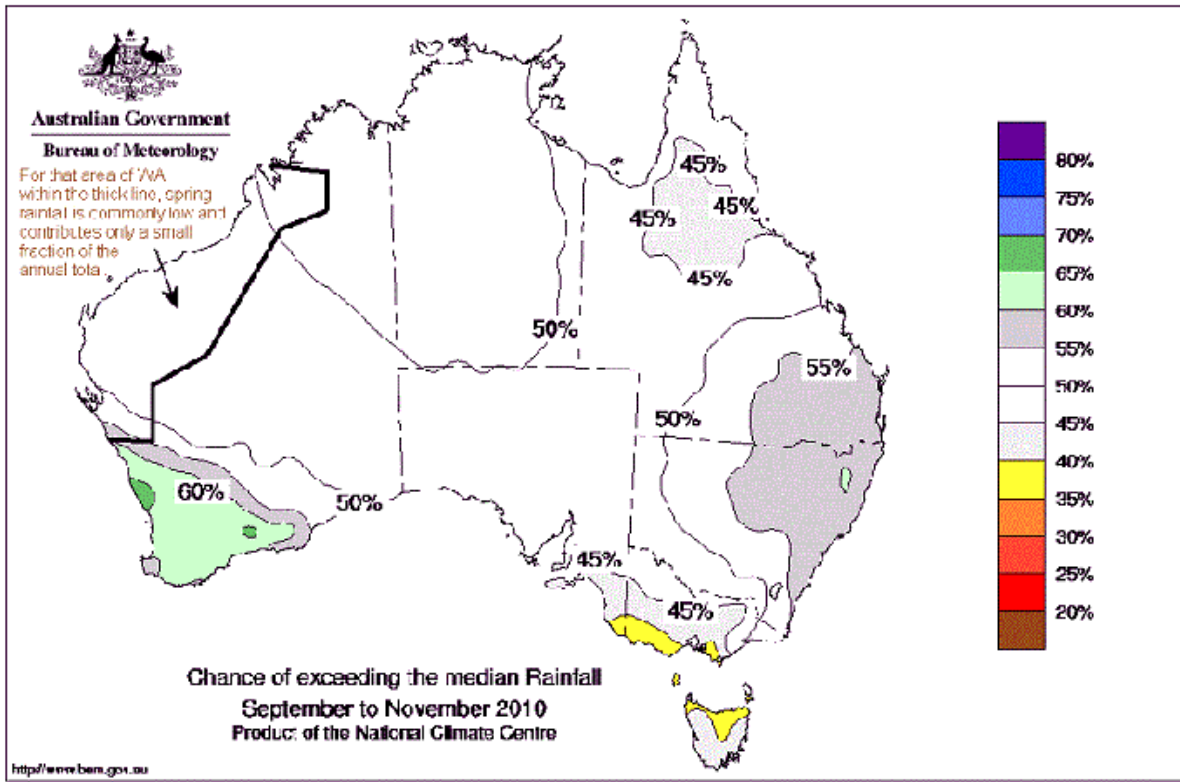 Australian Government
Bureau of Meteorology
For that area of WA
within the thick line, spring
rainfall is commonly low and
contributes only a small
fraction of the
annual total.
45%
45%
45%
45%
50%
55%
50%
60%
50%
45%
45%
80%
75%
70%
65%
60%
55%
50%
45%
40%
35%
30%
25%
20%
Chance of exceeding the median Rainfall
September to November 2010
Product of the National Climate Centre
http://www.bom.gov.au